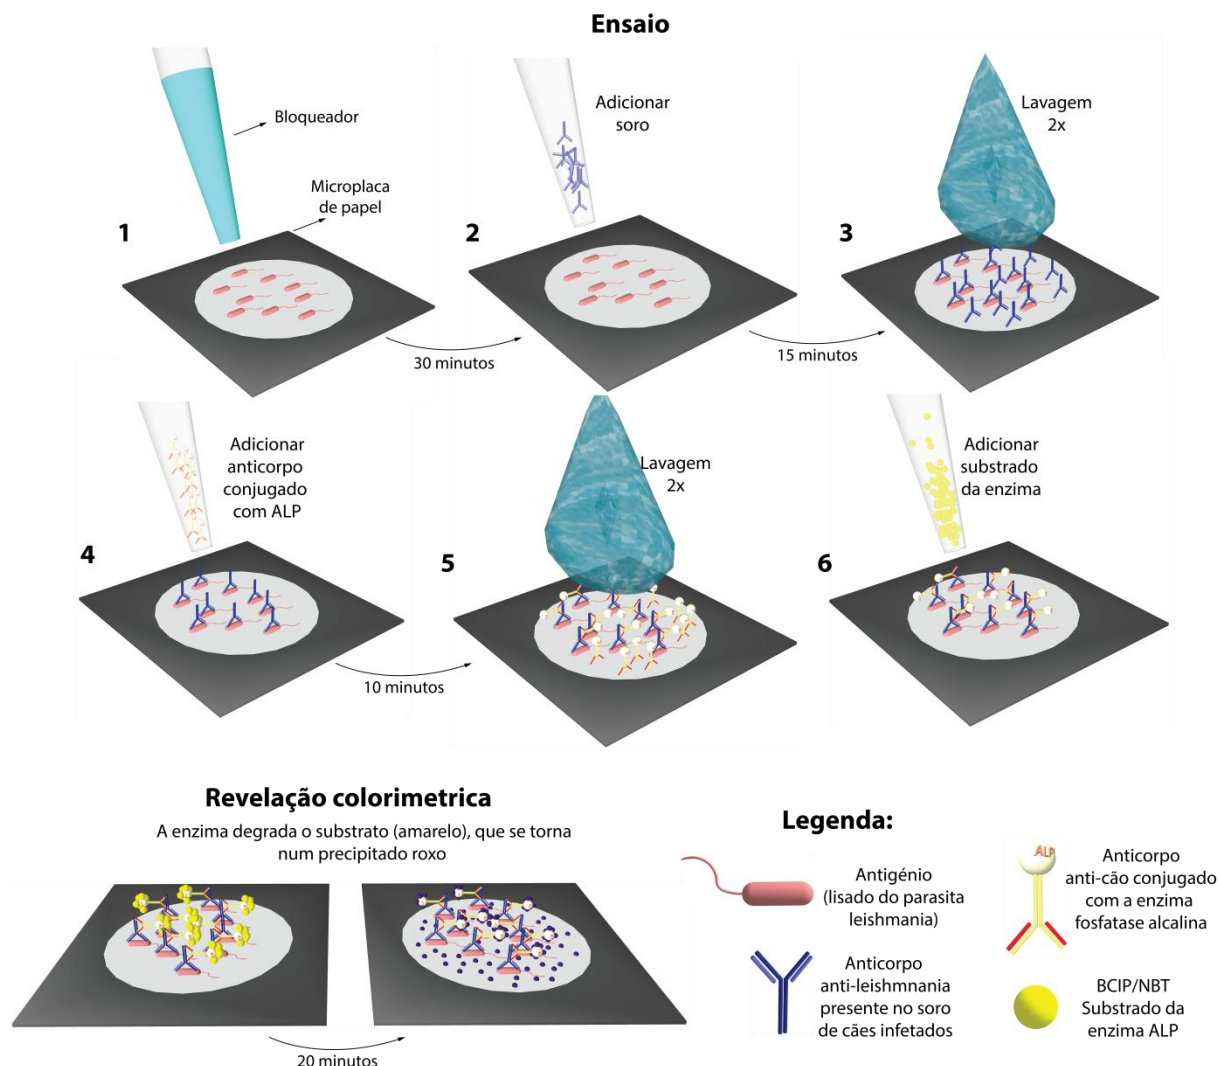 Ensaio
Bloqueador
Microplaca
de papel
1
30 minutos
Adicionar
soro
2
15 minutos
Lavagem
2x
3
Adicionar
anticorpo
conjugado
com ALP
4
10 minutos
Lavagem
2x
5
Adicionar
substrado
da enzima
6
Revelação colorimetrica
A enzima degrada o substrato (amarelo), que se torna
num precipitado roxo
20 minutos
Legenda:
Antigénio
(lisado do parasita
leishmania)
Anticorpo
anti-leishmnania
presente no soro
de cães infetados
ALP
Anticorpo
anti-cão conjugado
com a enzima
fosfatase alcalina
BCIP/NBT
Substrado da
enzima ALP